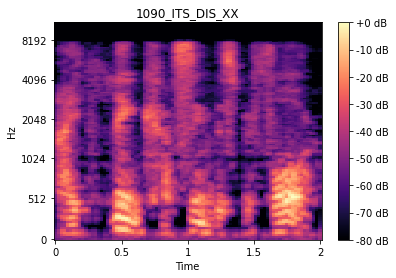 1090_ITS_DIS_XX
+0 dB
8192
-10 dB
4096
-20 dB
-30 dB
2048
Hz
-40 dB
1024
-50 dB
512
-60 dB
-70 dB
0
-80 dB
0 0.5 1 1.5 2
Time